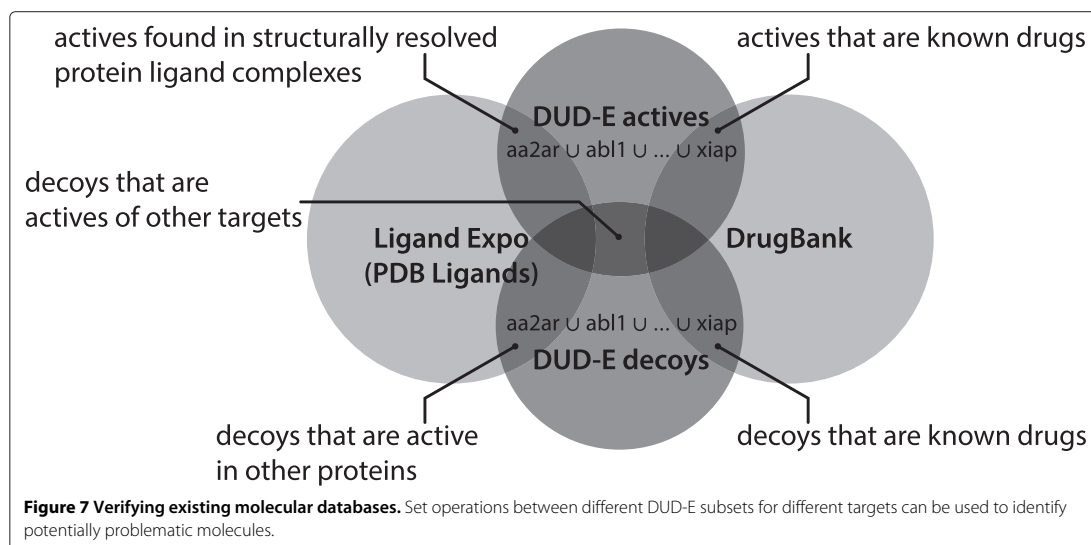 actives found in structurally resolved
protein ligand complexes
actives that are known drugs
DUD-E actives
aa2ar ∪ abl1 ∪ ... ∪ xiap
decoys that are
actives of other targets
Ligand Expo
(PDB Ligands)
DrugBank
aa2ar ∪ abl1 ∪ ... ∪ xiap
DUD-E decoys
decoys that are active
in other proteins
decoys that are known drugs
Figure 7 Verifying existing molecular databases. Set operations between different DUD-E subsets for different targets can be used to identify
potentially problematic molecules.